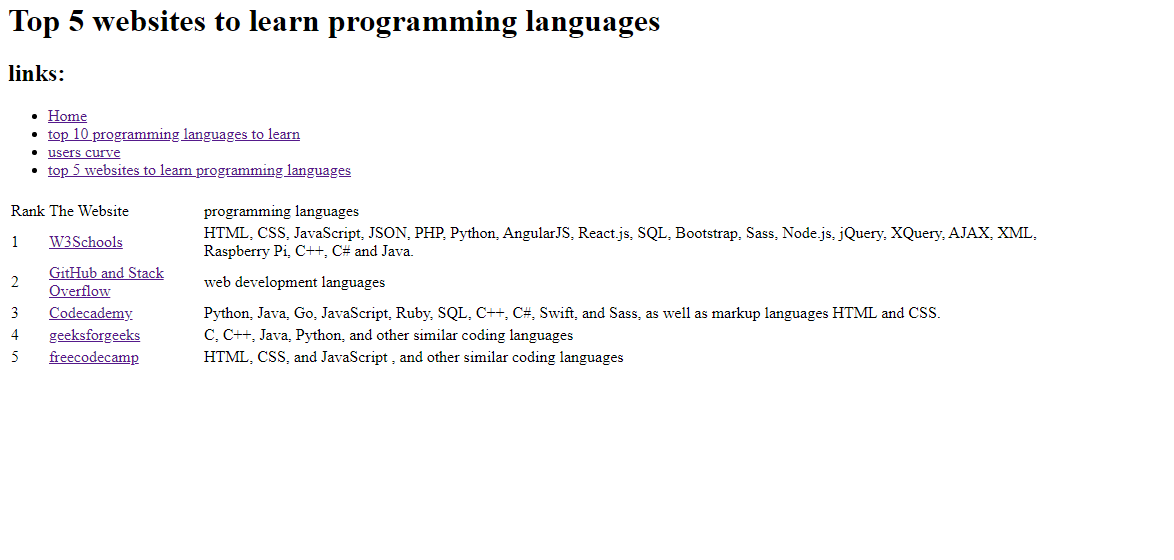 Top 5 websites to learn programming languages
links:
Home
top 10 programming languages to learn
users curve
top 5 websites to learn programming languages
Rank The Website programming languages
1 W3Schools HTML, CSS, JavaScript, JSON, PHP, Python, AngularJS, React.js, SQL, Bootstrap, Sass, Node.js, jQuery, XQuery, AJAX, XML,
Raspberry Pi, C++, C# and Java.
2 GitHub and Stack
Overflow web development languages
3 Codecademy Python, Java, Go, JavaScript, Ruby, SQL, C++, C#, Swift, and Sass, as well as markup languages HTML and CSS.
4 geeksforgeeks C, C++, Java, Python, and other similar coding languages
5 freecodecamp HTML, CSS, and JavaScript , and other similar coding languages